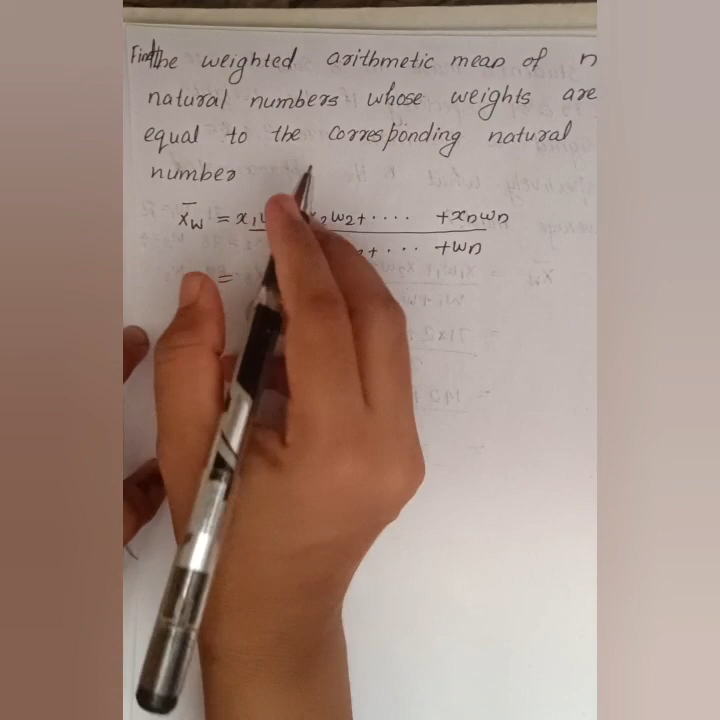 Find the weighted arithmetic mean of n
natural numbers whose weights are
equal to the corresponding natural
number
x̄w = x₁ x₂w₂+.... +xₙwₙ
+... +wₙ
=